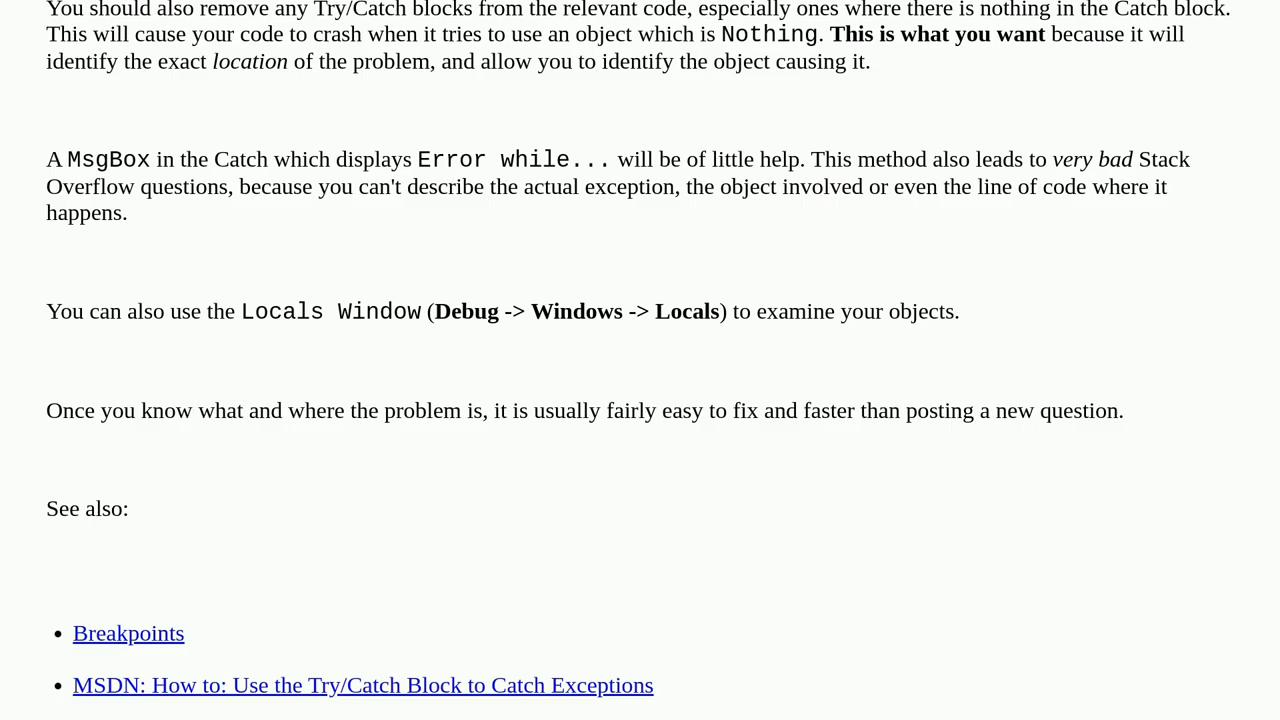 You should also remove any Try/Catch blocks from the relevant code, especially ones where there is nothing in the Catch block.
This will cause your code to crash when it tries to use an object which is Nothing. This is what you want because it will
identify the exact location of the problem, and allow you to identify the object causing it.
A MsgBox in the Catch which displays Error while... will be of little help. This method also leads to very bad Stack
Overflow questions, because you can't describe the actual exception, the object involved or even the line of code where it
happens.
You can also use the Locals Window (Debug -> Windows -> Locals) to examine your objects.
Once you know what and where the problem is, it is usually fairly easy to fix and faster than posting a new question.
See also:
• Breakpoints
• MSDN: How to: Use the Try/Catch Block to Catch Exceptions